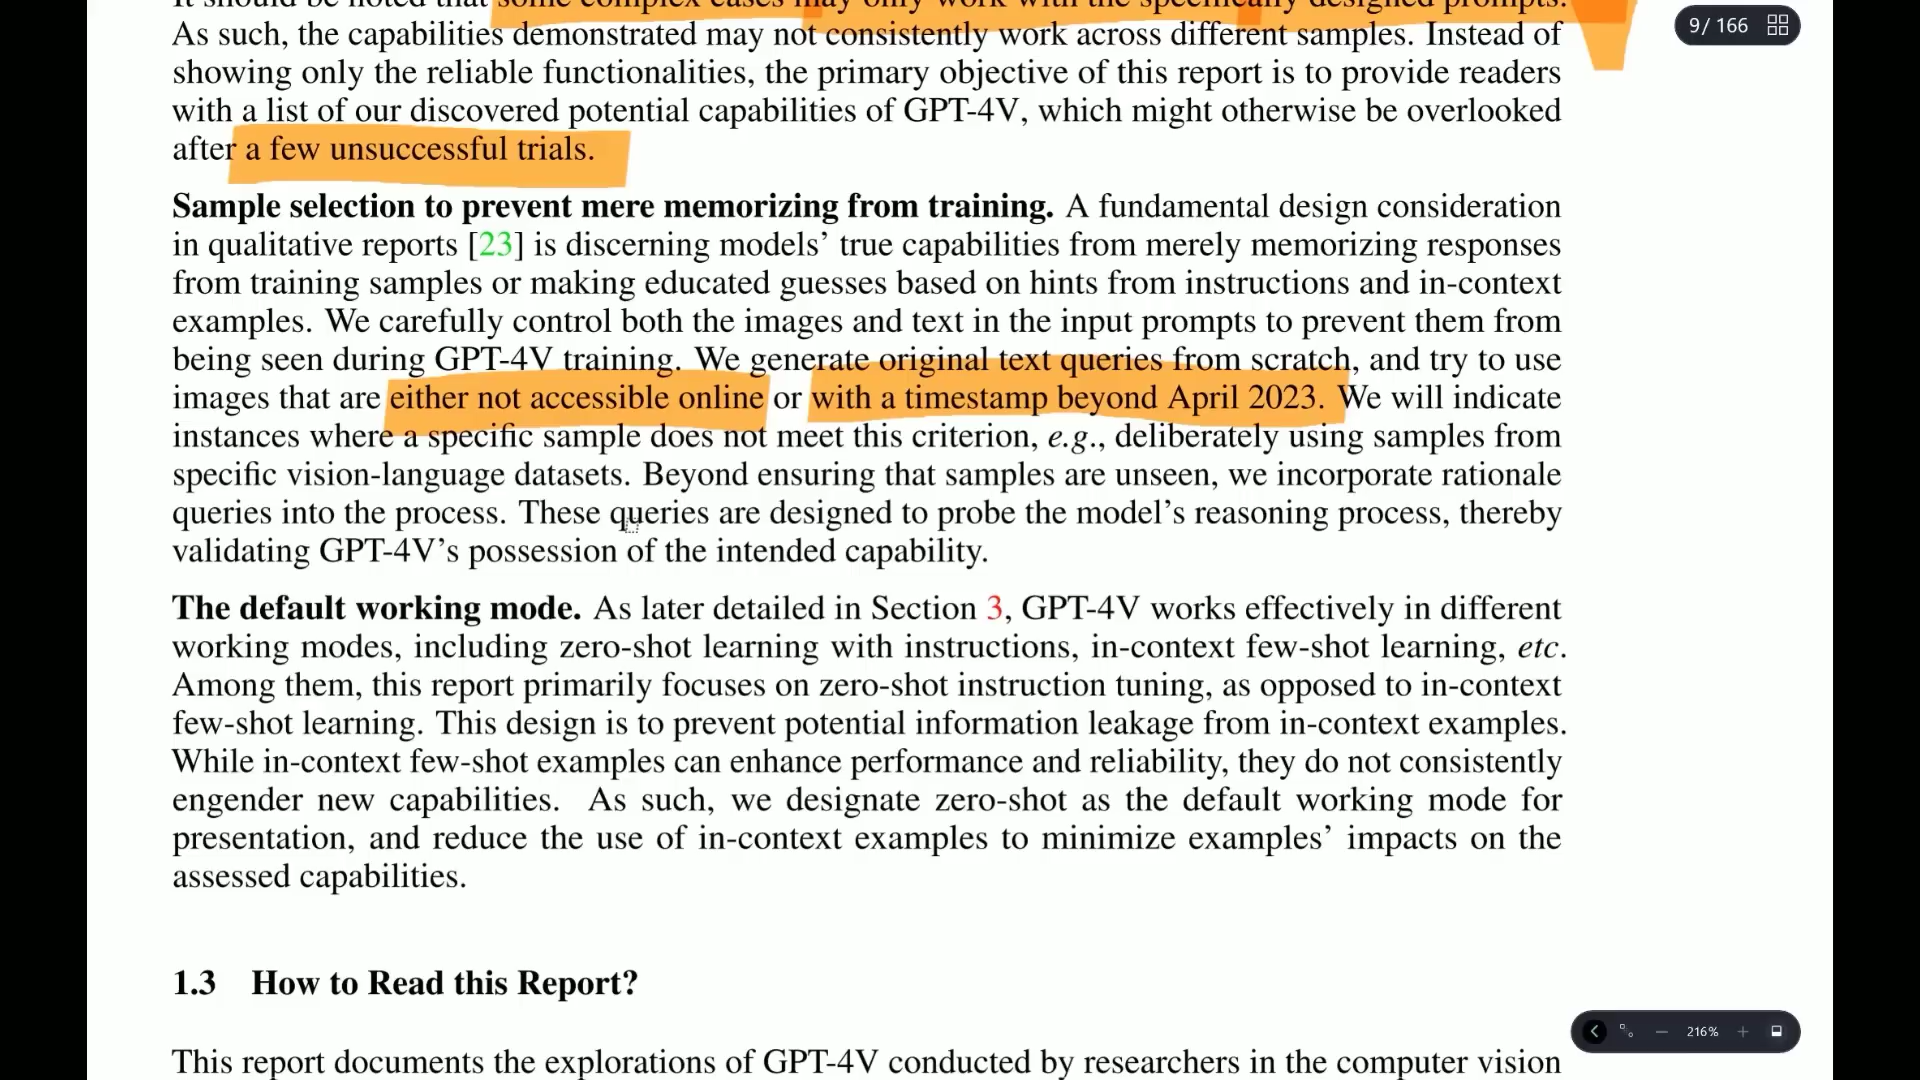 It should be noted that some complex cases may only work with the specifically designed prompts.
As such, the capabilities demonstrated may not consistently work across different samples. Instead of
showing only the reliable functionalities, the primary objective of this report is to provide readers
with a list of our discovered potential capabilities of GPT-4V, which might otherwise be overlooked
after a few unsuccessful trials.
Sample selection to prevent mere memorizing from training. A fundamental design consideration
in qualitative reports [23] is discerning models’ true capabilities from merely memorizing responses
from training samples or making educated guesses based on hints from instructions and in-context
examples. We carefully control both the images and text in the input prompts to prevent them from
being seen during GPT-4V training. We generate original text queries from scratch, and try to use
images that are either not accessible online or with a timestamp beyond April 2023. We will indicate
instances where a specific sample does not meet this criterion, e.g., deliberately using samples from
specific vision-language datasets. Beyond ensuring that samples are unseen, we incorporate rationale
queries into the process. These queries are designed to probe the model’s reasoning process, thereby
validating GPT-4V’s possession of the intended capability.
The default working mode. As later detailed in Section 3, GPT-4V works effectively in different
working modes, including zero-shot learning with instructions, in-context few-shot learning, etc.
Among them, this report primarily focuses on zero-shot instruction tuning, as opposed to in-context
few-shot learning. This design is to prevent potential information leakage from in-context examples.
While in-context few-shot examples can enhance performance and reliability, they do not consistently
engender new capabilities. As such, we designate zero-shot as the default working mode for
presentation, and reduce the use of in-context examples to minimize examples’ impacts on the
assessed capabilities.
1.3 How to Read this Report?
This report documents the explorations of GPT-4V conducted by researchers in the computer vision
9/ 166
216%